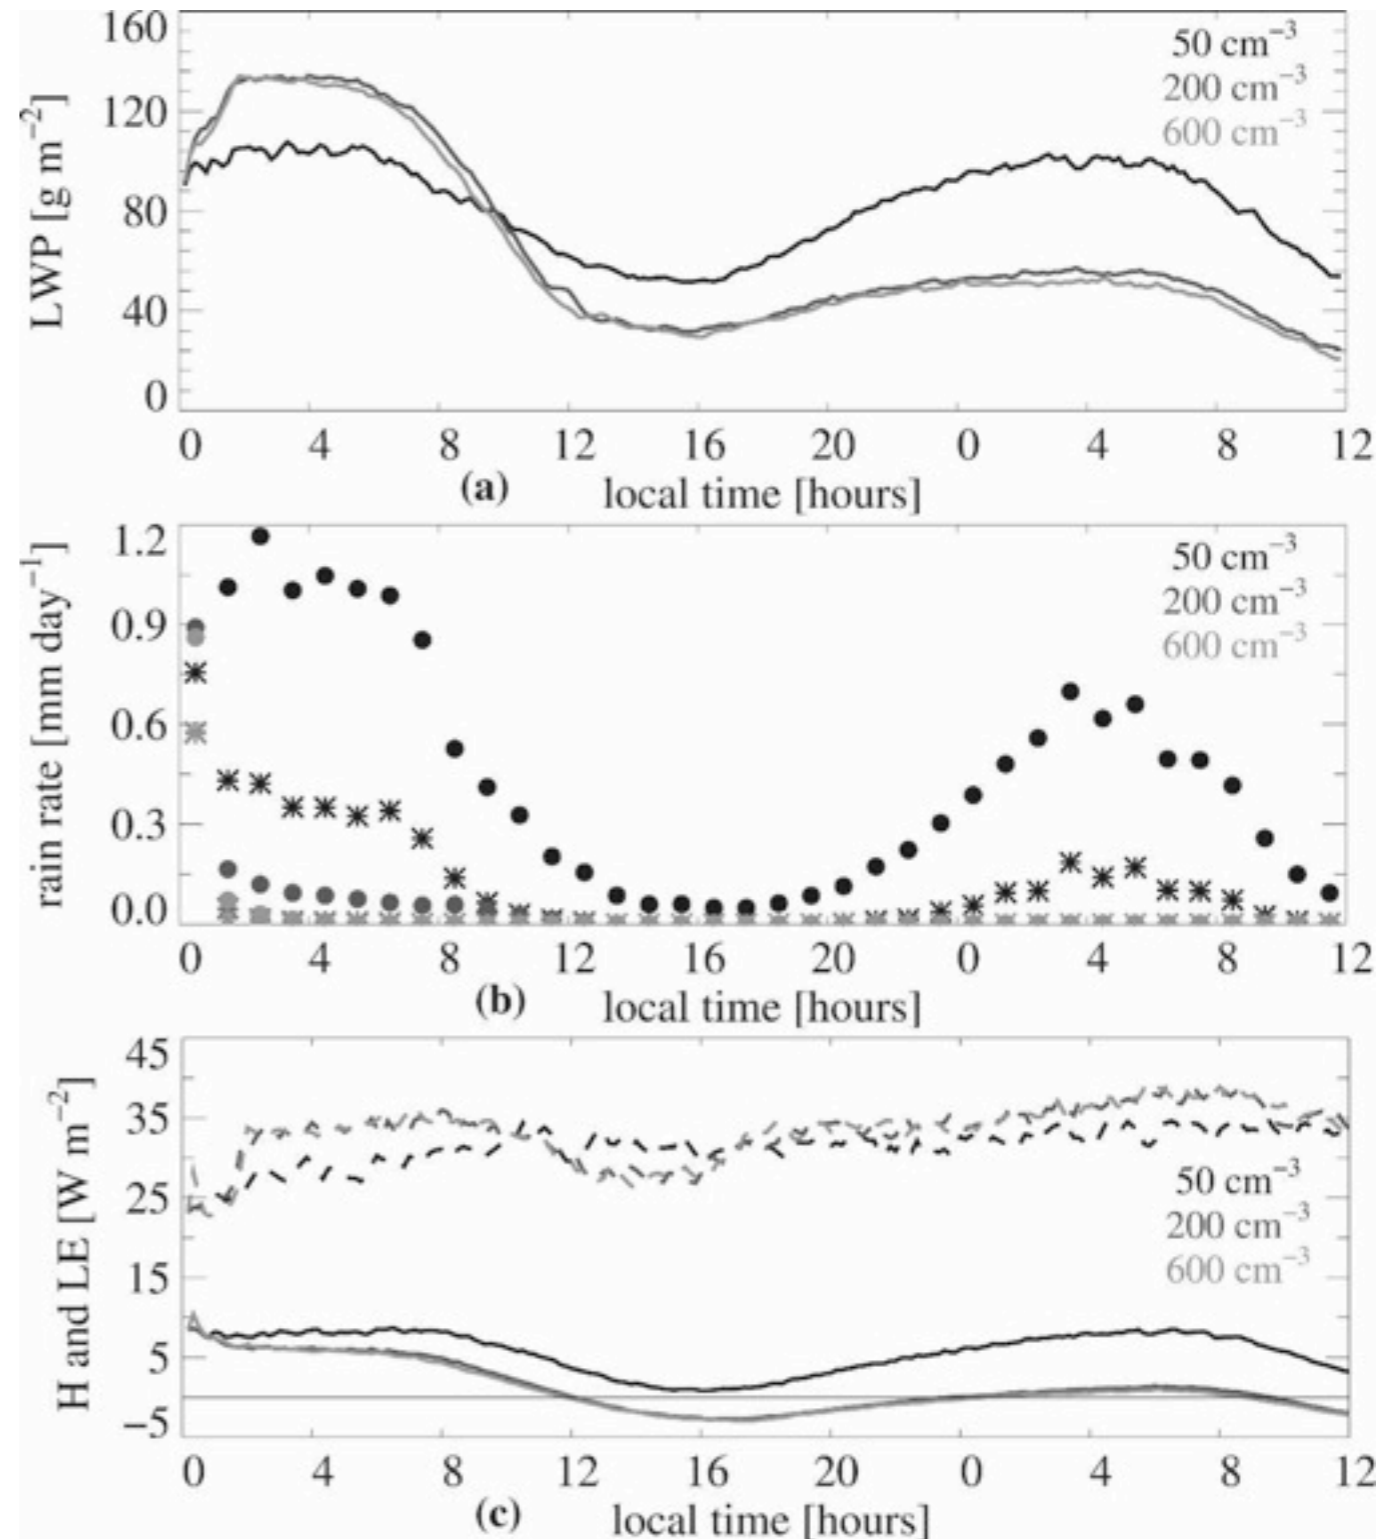 160
120
80
40
0
LWP [g m⁻²]
50 cm⁻³
200 cm⁻³
600 cm⁻³
0 4 8 12 16 20 0 4 8 12
(a) local time [hours]
1.2
0.9
0.6
0.3
0.0
rain rate [mm day⁻¹]
50 cm⁻³
200 cm⁻³
600 cm⁻³
0 4 8 12 16 20 0 4 8 12
(b) local time [hours]
45
35
25
15
5
−5
H and LE [W m⁻²]
50 cm⁻³
200 cm⁻³
600 cm⁻³
0 4 8 12 16 20 0 4 8 12
(c) local time [hours]